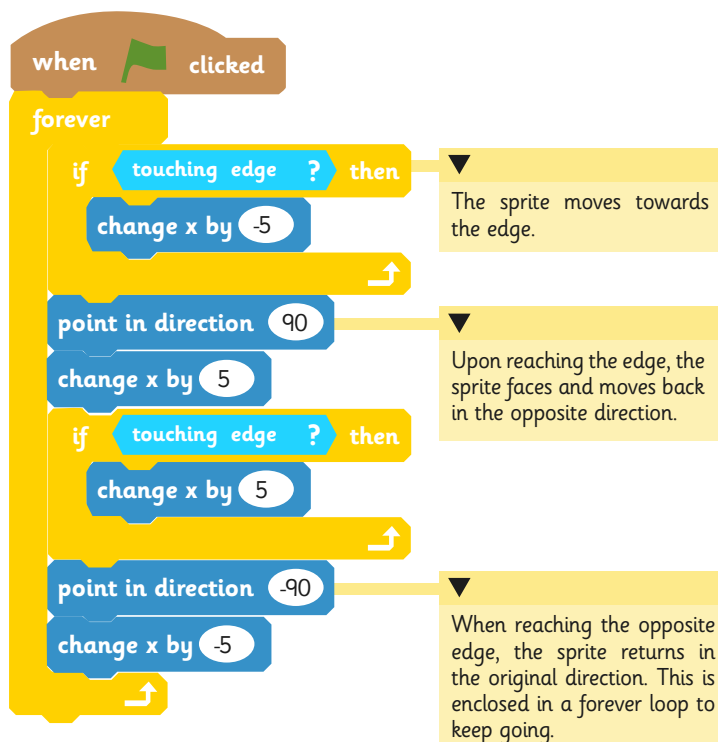 when clicked
forever
if touching edge ? then
The sprite moves towards
the edge.
change x by -5
point in direction 90
Upon reaching the edge, the
sprite faces and moves back
in the opposite direction.
change x by 5
if touching edge ? then
change x by 5
point in direction -90
When reaching the opposite
edge, the sprite returns in
the original direction. This is
enclosed in a forever loop to
keep going.
change x by -5